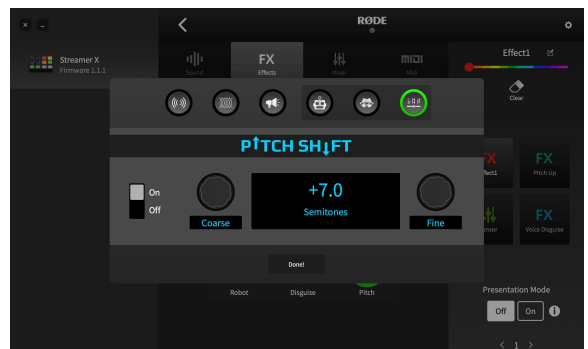 RØDE
Streamer X
Firmware 1.1.1
Sound
FX
Effects
Mixer
MIDI
Midi
Effect1
Clear
PITCH SHIFT
On
Off
+7.0
Semitones
Coarse
Fine
Done!
FX
FX
Pitch Up
FX
Voice Disguise
Robot
Disguise
Pitch
Presentation Mode
Off
On
< 1 >